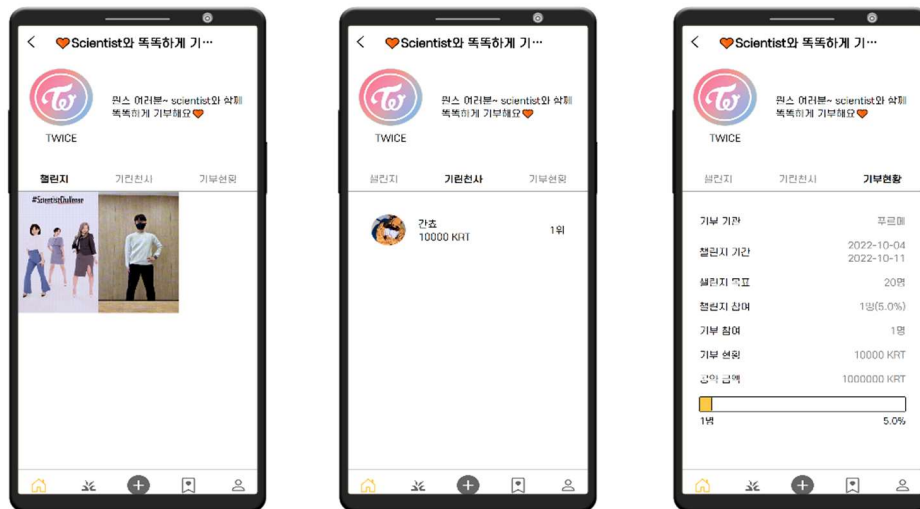 🧡Scientist와 똑똑하게 기…
원스 여러분~ scientist와 함께
똑똑하게 기부해요🧡
TWICE
챌린지
기린천사
기부현황
#ScientistChallenge
🧡Scientist와 똑똑하게 기…
원스 여러분~ scientist와 함께
똑똑하게 기부해요🧡
TWICE
챌린지
기린천사
기부현황
간쵸
10000 KRT
1위
🧡Scientist와 똑똑하게 기…
원스 여러분~ scientist와 함께
똑똑하게 기부해요🧡
TWICE
챌린지
기린천사
기부현황
기부 기관
푸르메
챌린지 기간
2022-10-04
2022-10-11
챌린지 목표
20명
챌린지 참여
1명(5.0%)
기부 참여
1명
기부 현황
10000 KRT
공약 금액
1000000 KRT
1명
5.0%